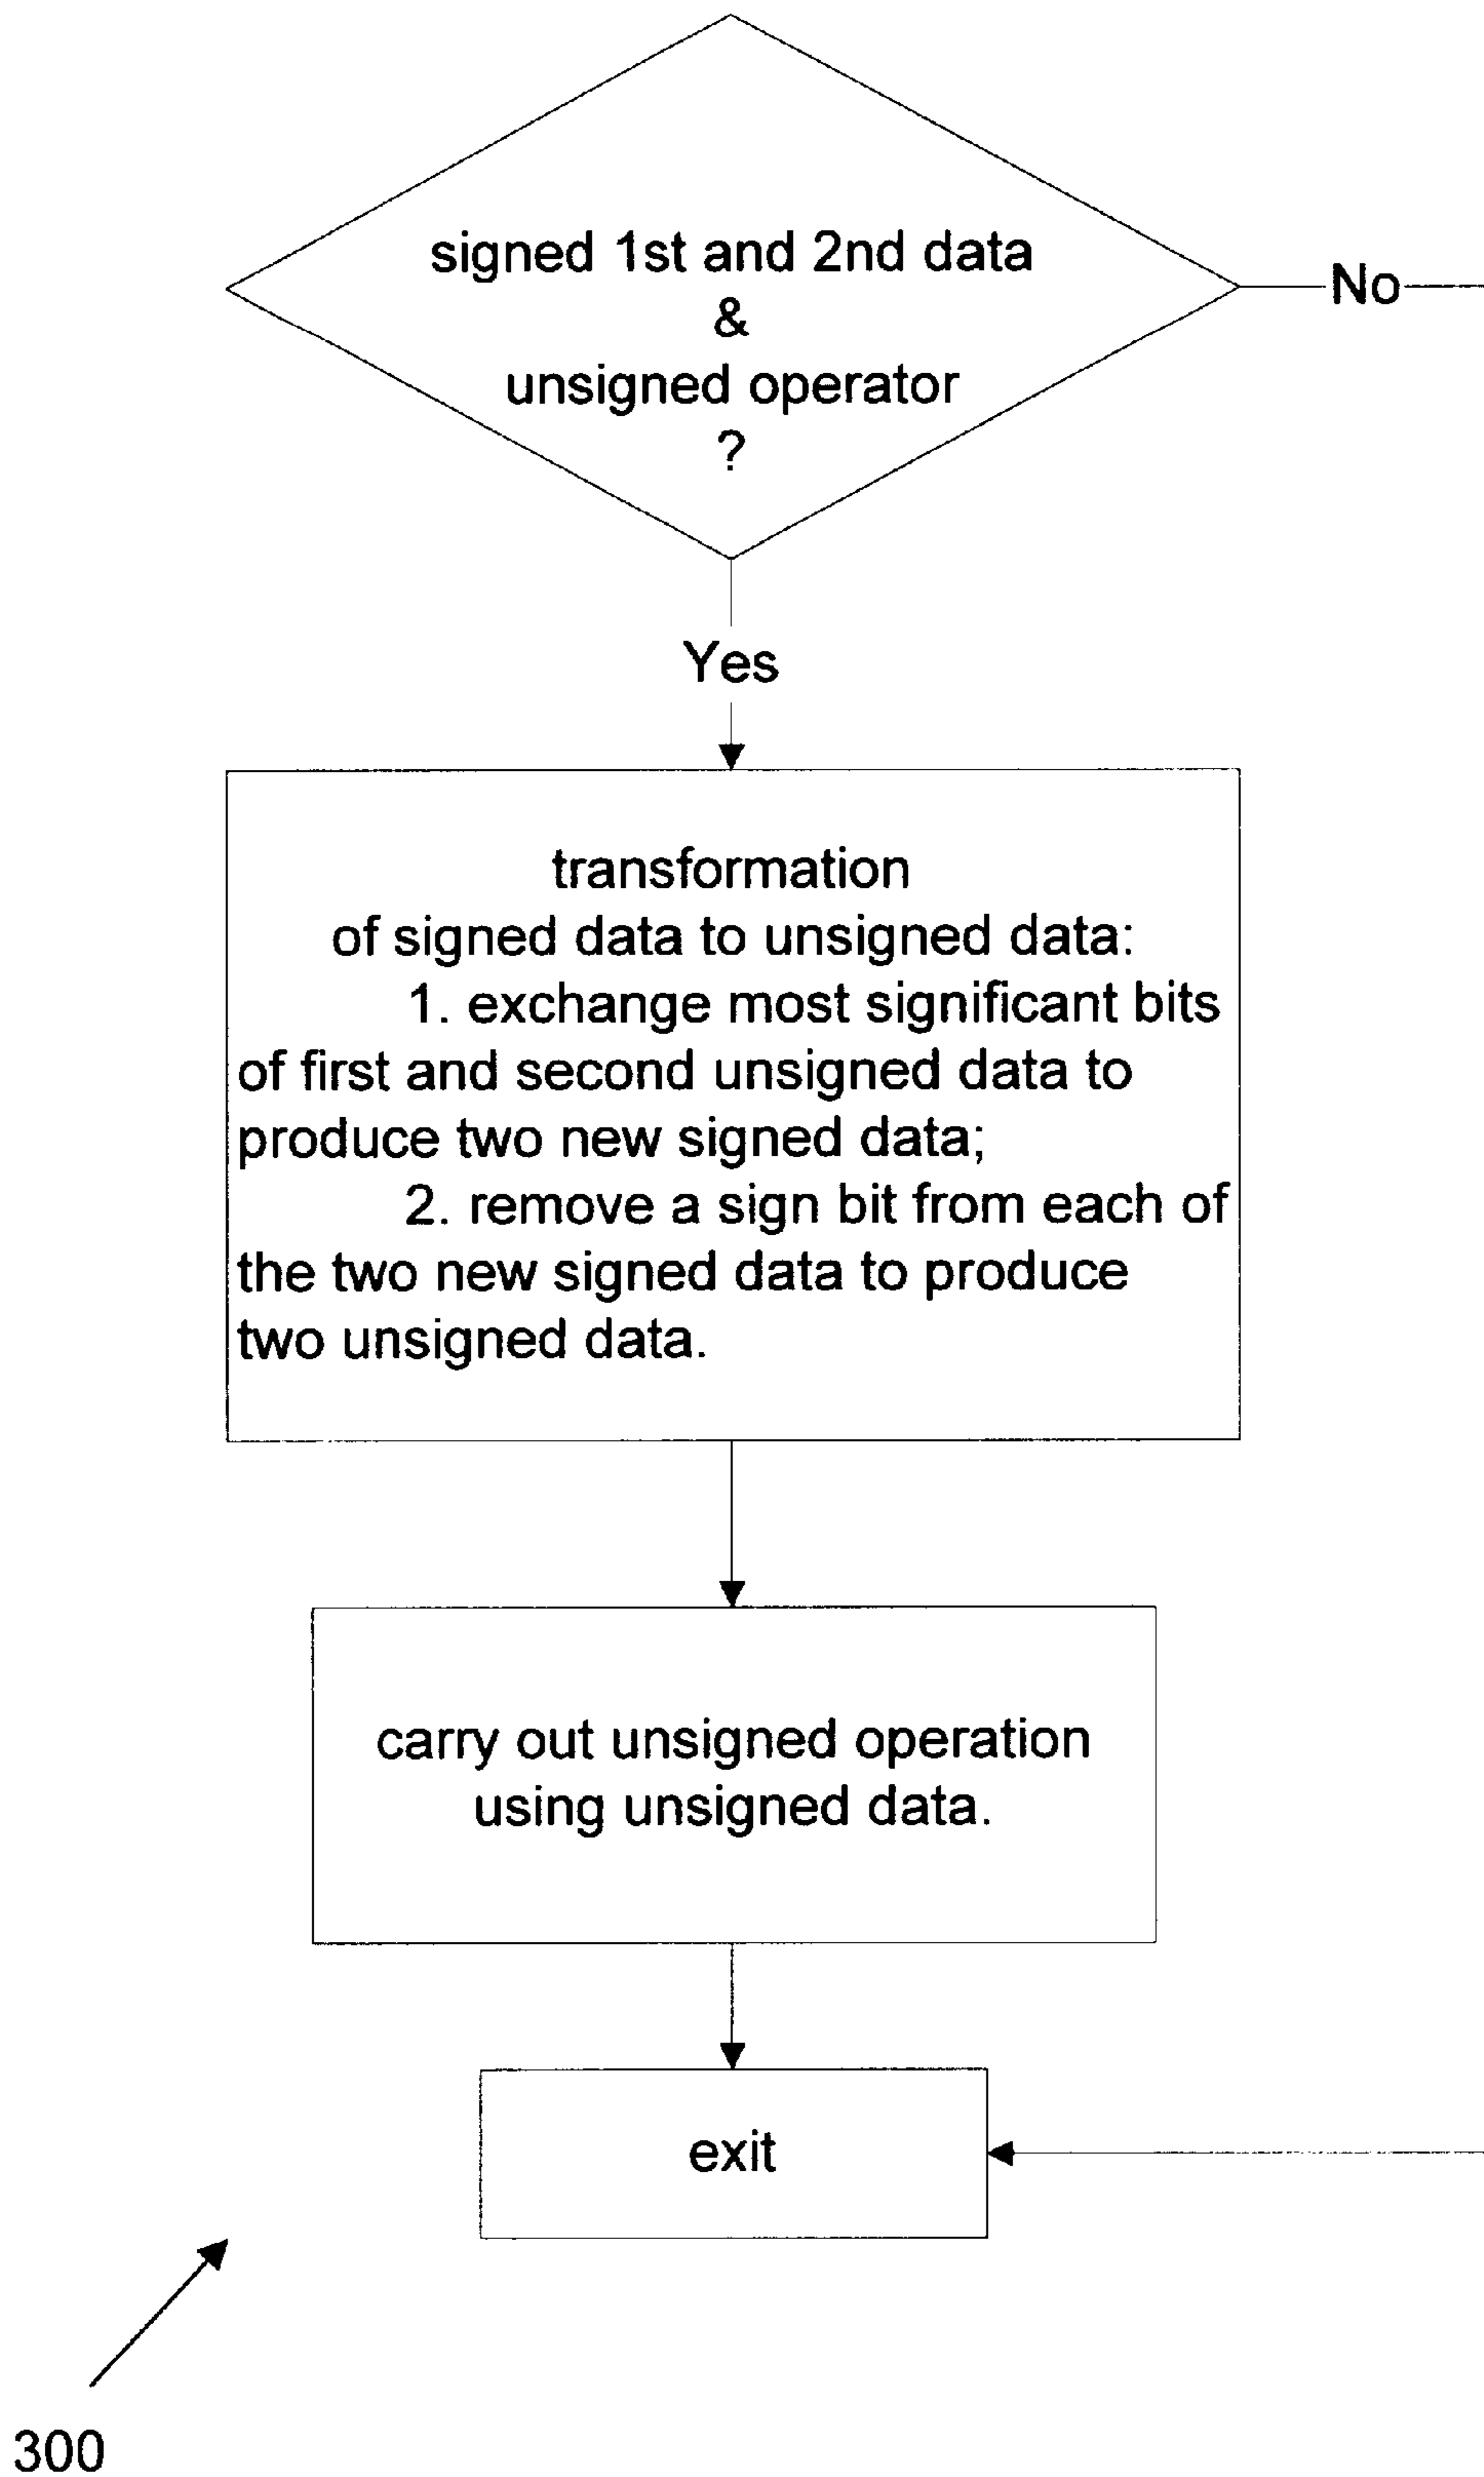 signed 1st and 2nd data
&
unsigned operator
?
No
Yes
transformation
of signed data to unsigned data:
1. exchange most significant bits
of first and second unsigned data to
produce two new signed data;
2. remove a sign bit from each of
the two new signed data to produce
two unsigned data.
carry out unsigned operation
using unsigned data.
exit
300